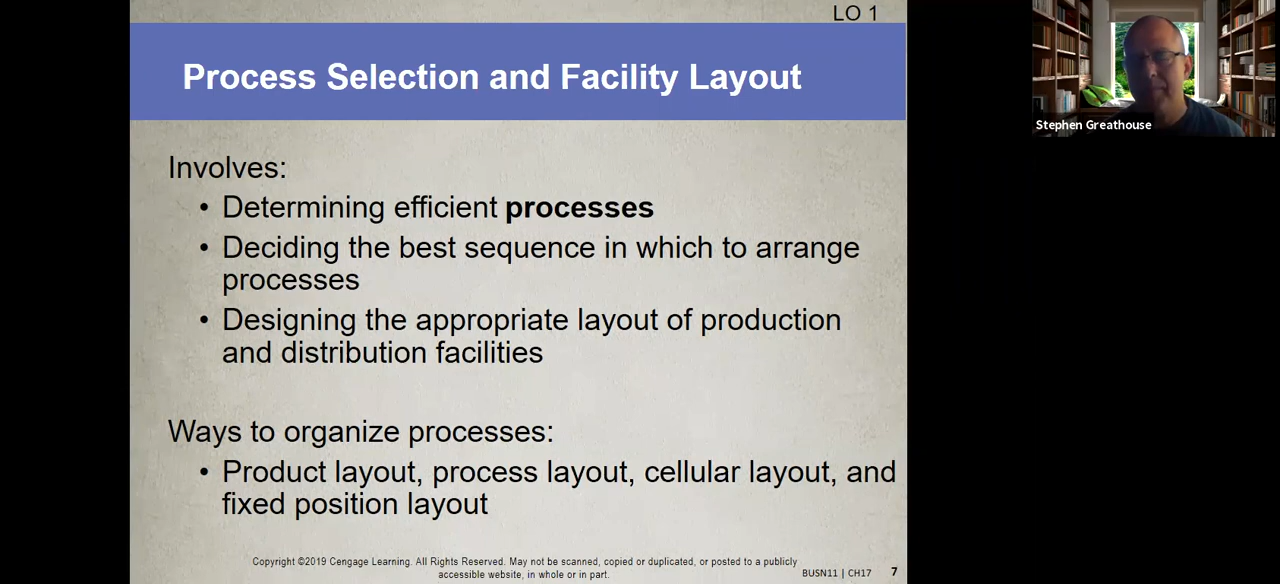 LO 1
Process Selection and Facility Layout
Stephen Greathouse
Involves:
• Determining efficient processes
• Deciding the best sequence in which to arrange
processes
• Designing the appropriate layout of production
and distribution facilities
Ways to organize processes:
• Product layout, process layout, cellular layout, and
fixed position layout
Copyright ©2019 Cengage Learning. All Rights Reserved. May not be scanned, copied or duplicated, or posted to a publicly
accessible website, in whole or in part.
BUSN11 | CH17 7